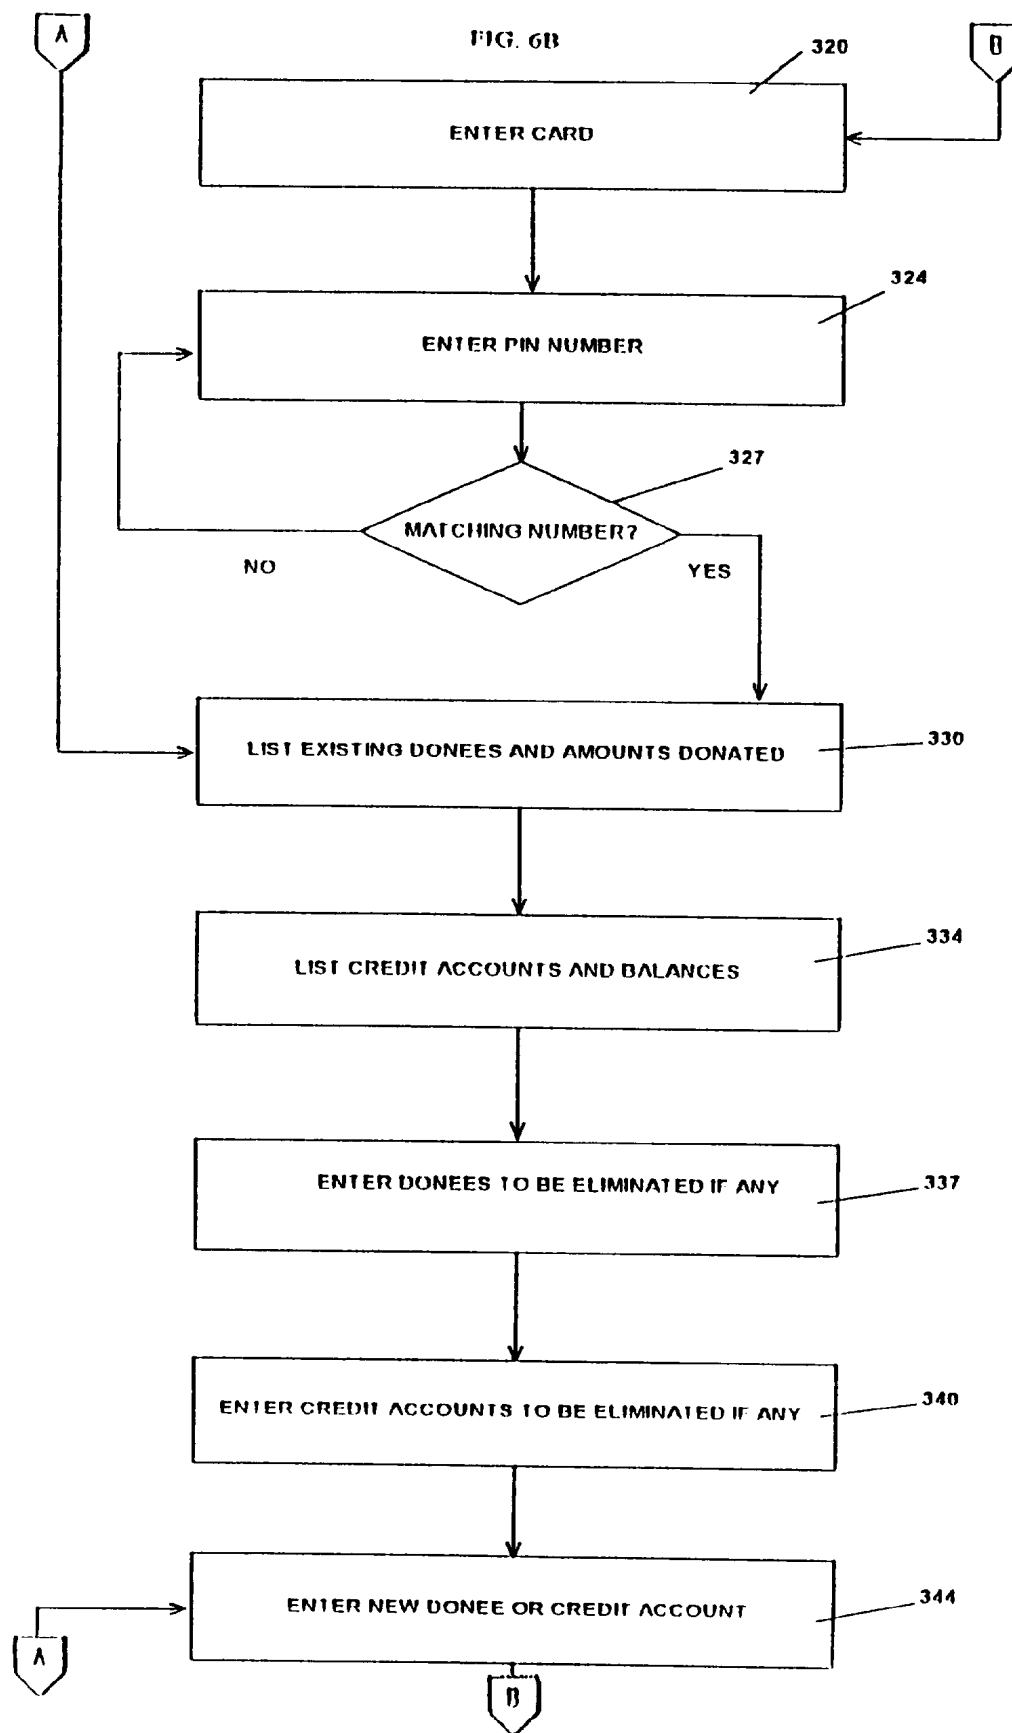 A
FIG. 6B
B
320
ENTER CARD
324
ENTER PIN NUMBER
327
MATCHING NUMBER?
NO
YES
330
LIST EXISTING DONEES AND AMOUNTS DONATED
334
LIST CREDIT ACCOUNTS AND BALANCES
337
ENTER DONEES TO BE ELIMINATED IF ANY
340
ENTER CREDIT ACCOUNTS TO BE ELIMINATED IF ANY
344
ENTER NEW DONEE OR CREDIT ACCOUNT
A
B